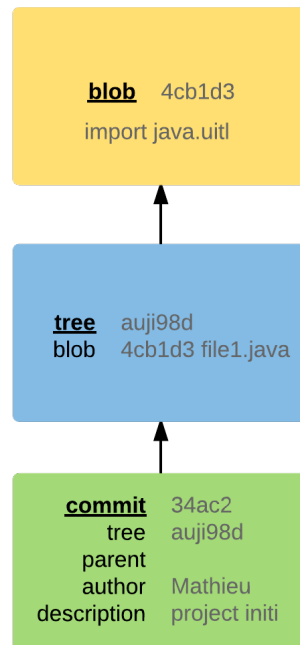 blob 4cb1d3
import java.uitl
tree auji98d
blob 4cb1d3 file1.java
commit 34ac2
tree auji98d
parent
author Mathieu
description project initi